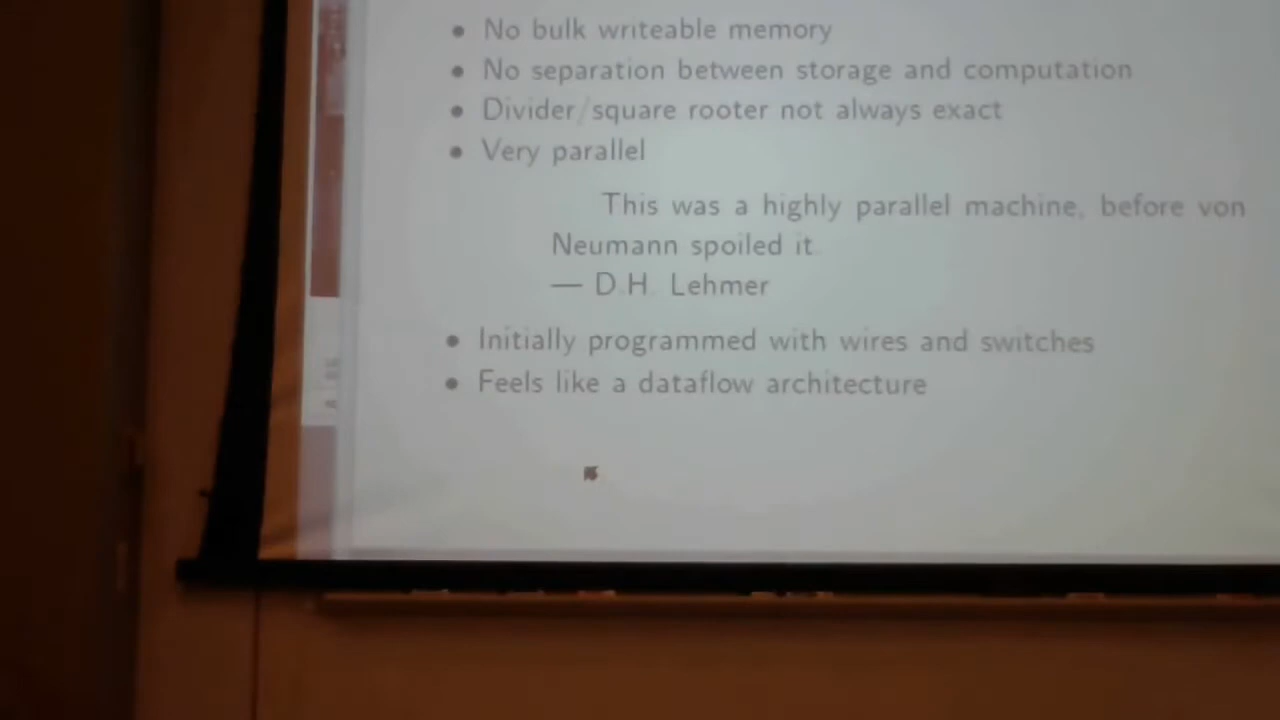 • No bulk writeable memory
• No separation between storage and computation
• Divider/square rooter not always exact
• Very parallel
This was a highly parallel machine, before von
Neumann spoiled it.
— D.H. Lehmer
• Initially programmed with wires and switches
• Feels like a dataflow architecture